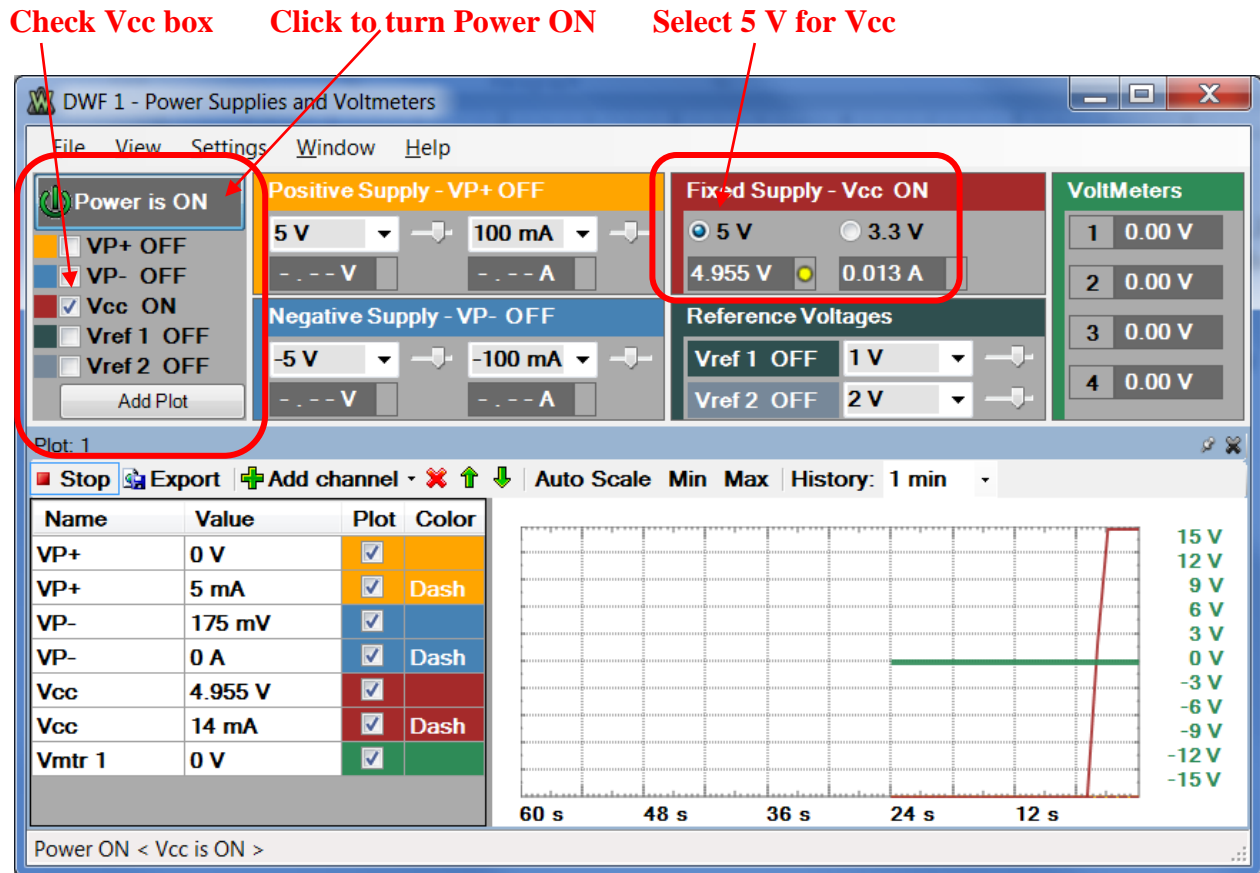 Check Vcc box
Click to turn Power ON
Select 5 V for Vcc
DWF 1 - Power Supplies and Voltmeters
File View Settings Window Help
Power is ON
VP+ OFF
VP- OFF
Vcc ON
Vref 1 OFF
Vref 2 OFF
Add Plot
Positive Supply - VP+ OFF
5 V 100 mA
- . - - V - . - - A
Negative Supply - VP- OFF
-5 V -100 mA
- . - - V - . - - A
Fixed Supply - Vcc ON
5 V 3.3 V
4.955 V 0.013 A
Reference Voltages
Vref 1 OFF 1 V
Vref 2 OFF 2 V
VoltMeters
1 0.00 V
2 0.00 V
3 0.00 V
4 0.00 V
Plot: 1
Stop Export Add channel Auto Scale Min Max History: 1 min
Name Value Plot Color
VP+ 0 V
VP+ 5 mA Dash
VP- 175 mV
VP- 0 A Dash
Vcc 4.955 V
Vcc 14 mA Dash
Vmtr 1 0 V
15 V
12 V
9 V
6 V
3 V
0 V
-3 V
-6 V
-9 V
-12 V
-15 V
60 s 48 s 36 s 24 s 12 s
Power ON < Vcc is ON >